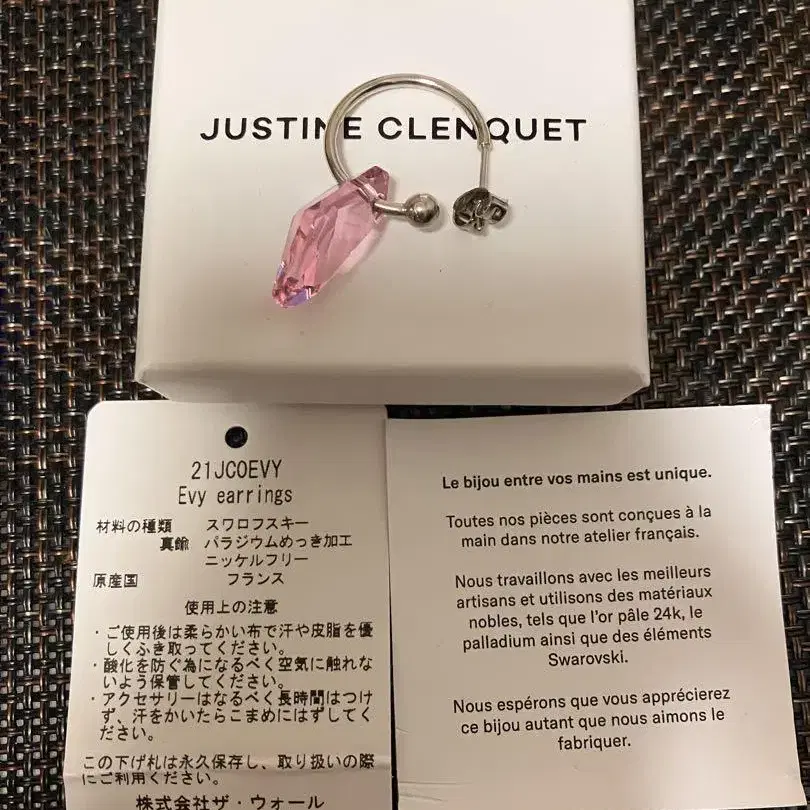 JUSTINE CLENQUET
21JCOEVY
Evy earrings
材料の種類 スワロフスキー
真鍮 パラジウムめっき加工
ニッケルフリー
原産国 フランス
使用上の注意
・ご使用後は柔らかい布で汗や皮脂を優
しくふき取ってください。
・酸化を防ぐ為になるべく空気に触れな
いよう保管してください。
・アクセサリーはなるべく長時間はつけ
ず、汗をかいたらこまめにはずしてく
ださい。
この下げ札は永久保存し、取り扱いの際
にご利用ください。
株式会社ザ・ウォール
Le bijou entre vos mains est unique.
Toutes nos pièces sont conçues à la
main dans notre atelier français.
Nous travaillons avec les meilleurs
artisans et utilisons des matériaux
nobles, tels que l'or pâle 24k, le
palladium ainsi que des éléments
Swarovski.
Nous espérons que vous apprécierez
ce bijou autant que nous aimons le
fabriquer.